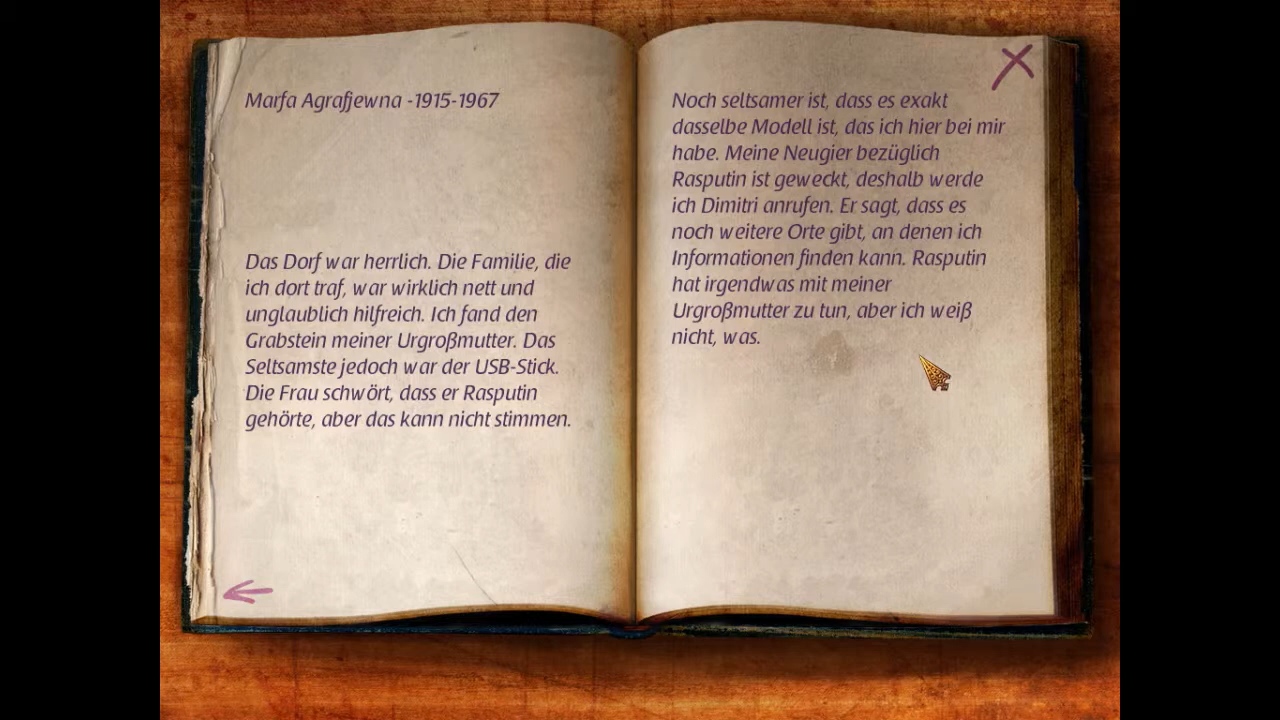 Marfa Agrafjewna -1915-1967
Das Dorf war herrlich. Die Familie, die
ich dort traf, war wirklich nett und
unglaublich hilfreich. Ich fand den
Grabstein meiner Urgroßmutter. Das
Seltsamste jedoch war der USB-Stick.
Die Frau schwört, dass er Rasputin
gehörte, aber das kann nicht stimmen.
Noch seltsamer ist, dass es exakt
dasselbe Modell ist, das ich hier bei mir
habe. Meine Neugier bezüglich
Rasputin ist geweckt, deshalb werde
ich Dimitri anrufen. Er sagt, dass es
noch weitere Orte gibt, an denen ich
Informationen finden kann. Rasputin
hat irgendwas mit meiner
Urgroßmutter zu tun, aber ich weiß
nicht, was.